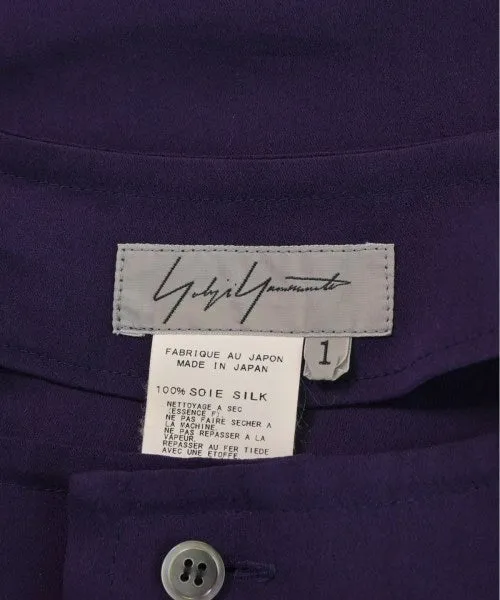 Yohji Yamamoto
1
FABRIQUE AU JAPON
MADE IN JAPAN
100% SOIE SILK
NETTOYAGE A SEC
(ESSENCE F).
NE PAS FAIRE SECHER A
LA MACHINE.
NE PAS REPASSER A LA
VAPEUR.
REPASSER AU FER TIEDE
AVEC UNE ETOFFE.